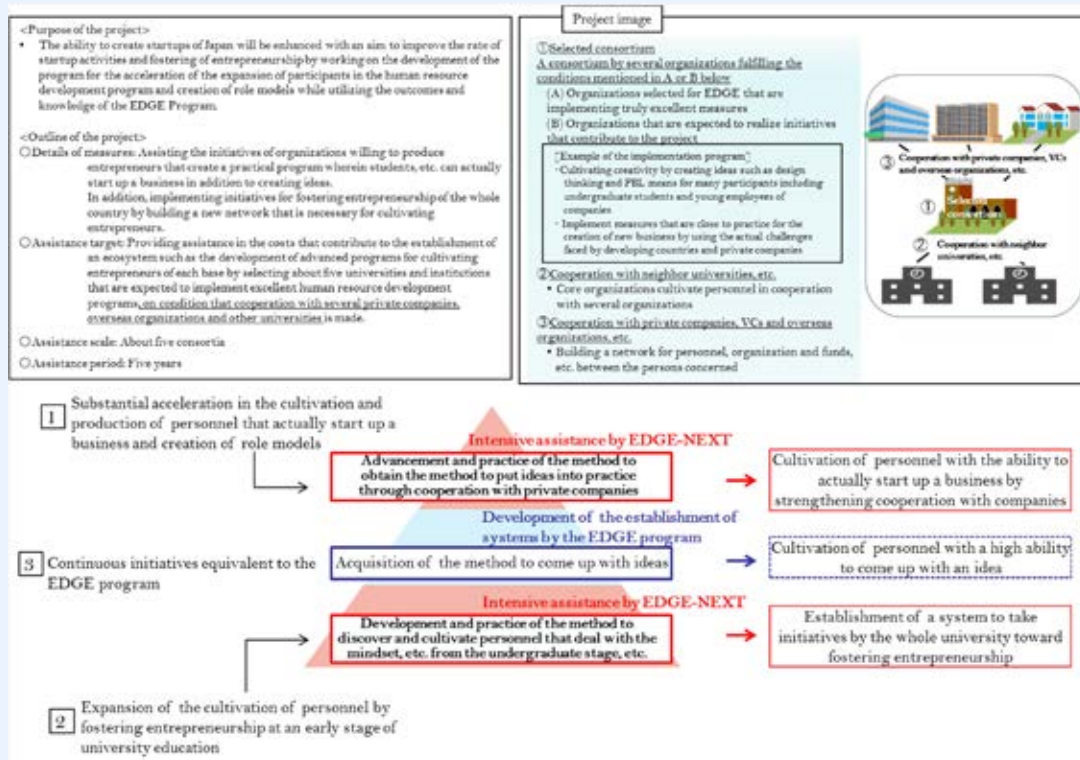 <Purpose of the project>
• The ability to create startups of Japan will be enhanced with an aim to improve the rate of
startup activities and fostering of entrepreneurship by working on the development of the
program for the acceleration of the expansion of participants in the human resource
development program and creation of role models while utilizing the outcomes and
knowledge of the EDGE Program.
<Outline of the project>
○Details of measures: Assisting the initiatives of organizations willing to produce
entrepreneurs that create a practical program wherein students, etc. can actually
start up a business in addition to creating ideas.
In addition, implementing initiatives for fostering entrepreneurship of the whole
country by building a new network that is necessary for cultivating
entrepreneurs.
○Assistance target: Providing assistance in the costs that contribute to the establishment of
an ecosystem such as the development of advanced programs for cultivating
entrepreneurs of each base by selecting about five universities and institutions
that are expected to implement excellent human resource development
programs, on condition that cooperation with several private companies,
overseas organizations and other universities is made.
○Assistance scale: About five consortia
○Assistance period: Five years
Project image
①Selected consortium
A consortium by several organizations fulfilling the
conditions mentioned in A or B below
(A) Organizations selected for EDGE that are
implementing truly excellent measures
(B) Organizations that are expected to realize initiatives
that contribute to the project
[Example of the implementation program]
・Cultivating creativity by creating ideas such as design
thinking and PBL means for many participants including
undergraduate students and young employees of
companies
・Implement measures that are close to practice for the
creation of new business by using the actual challenges
faced by developing countries and private companies
②Cooperation with neighbor universities, etc.
• Core organizations cultivate personnel in cooperation
with several organizations
③Cooperation with private companies, VCs and overseas
organizations, etc.
• Building a network for personnel, organization and funds,
etc. between the persons concerned
③ Cooperation with private companies, VCs
and overseas organizations, etc.
① Selected
consortium
② Cooperation with neighbor
universities, etc.
1 Substantial acceleration in the cultivation and
production of personnel that actually start up a
business and creation of role models
Intensive assistance by EDGE-NEXT
Advancement and practice of the method to
obtain the method to put ideas into practice
through cooperation with private companies
Cultivation of personnel with the ability to
actually start up a business by
strengthening cooperation with companies
Development of the establishment of
systems by the EDGE program
3 Continuous initiatives equivalent to the
EDGE program
Acquisition of the method to come up with ideas
Cultivation of personnel with a high ability
to come up with an idea
Intensive assistance by EDGE-NEXT
Development and practice of the method to
discover and cultivate personnel that deal with the
mindset, etc. from the undergraduate stage, etc.
Establishment of a system to take
initiatives by the whole university toward
fostering entrepreneurship
2 Expansion of the cultivation of personnel by
fostering entrepreneurship at an early stage of
university education